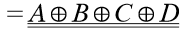 = A ⊕ B ⊕ C ⊕ D